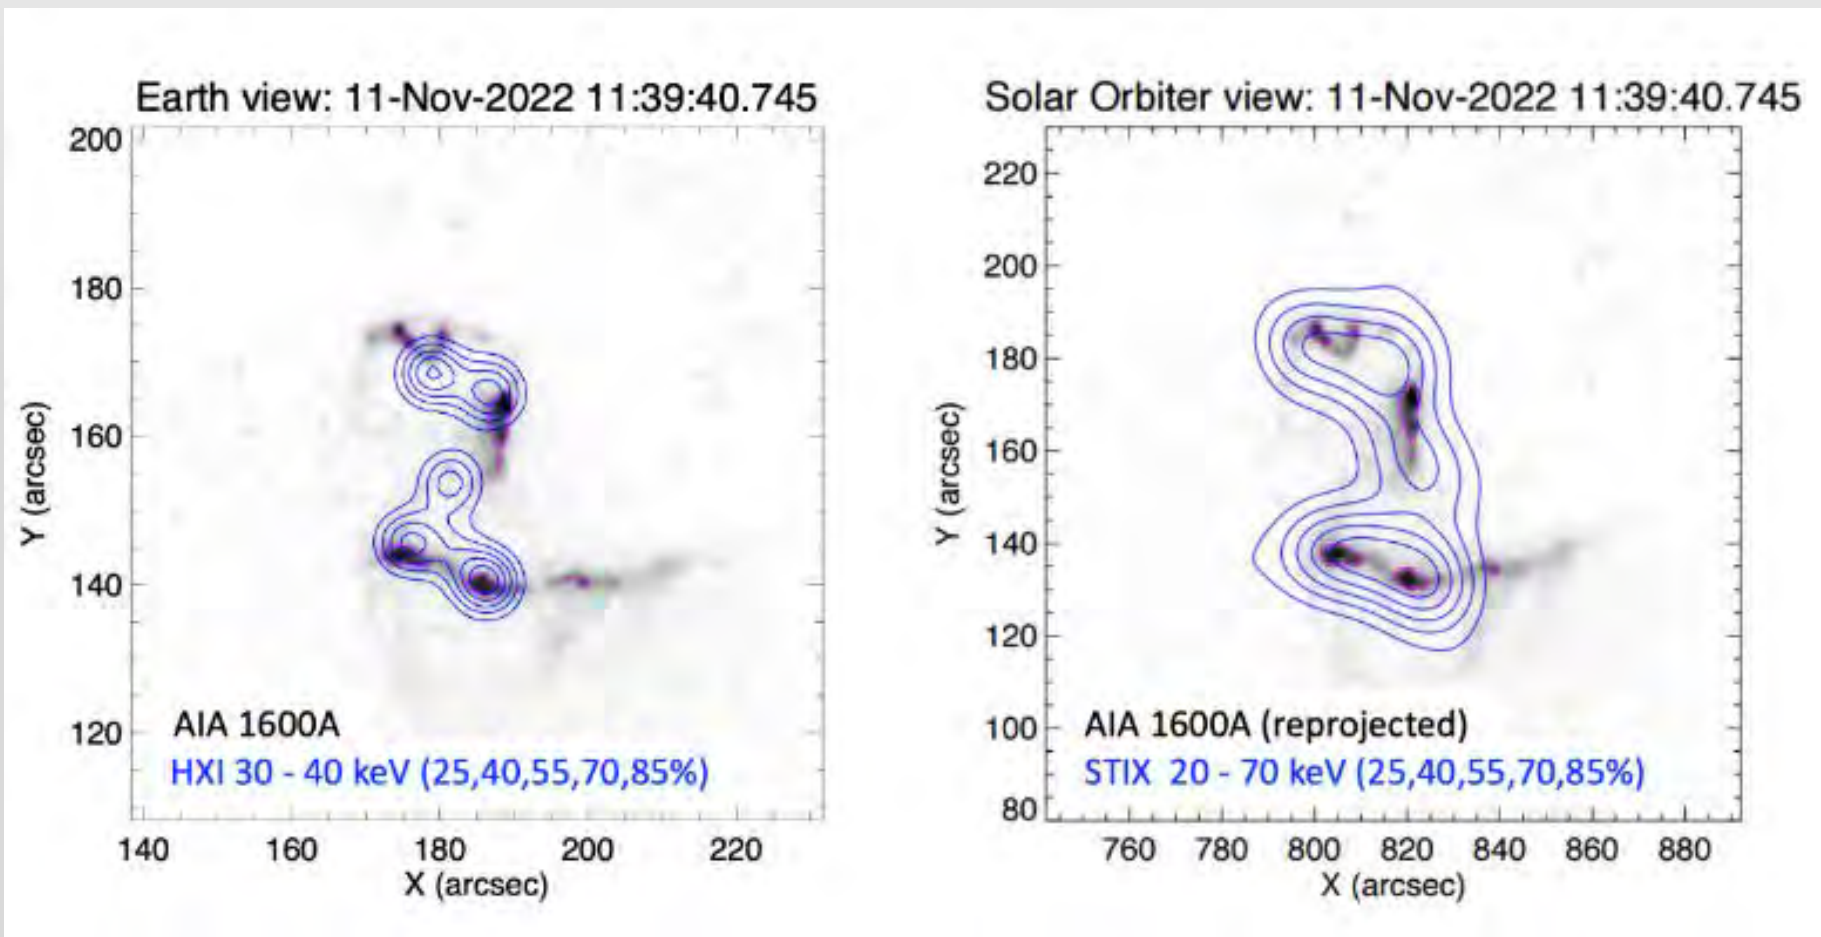 Earth view: 11-Nov-2022 11:39:40.745
200
180
160
140
120
Y (arcsec)
AIA 1600A
HXI 30 - 40 keV (25,40,55,70,85%)
140 160 180 200 220
X (arcsec)
Solar Orbiter view: 11-Nov-2022 11:39:40.745
220
200
180
160
140
120
100
80
Y (arcsec)
AIA 1600A (reprojected)
STIX 20 - 70 keV (25,40,55,70,85%)
760 780 800 820 840 860 880
X (arcsec)